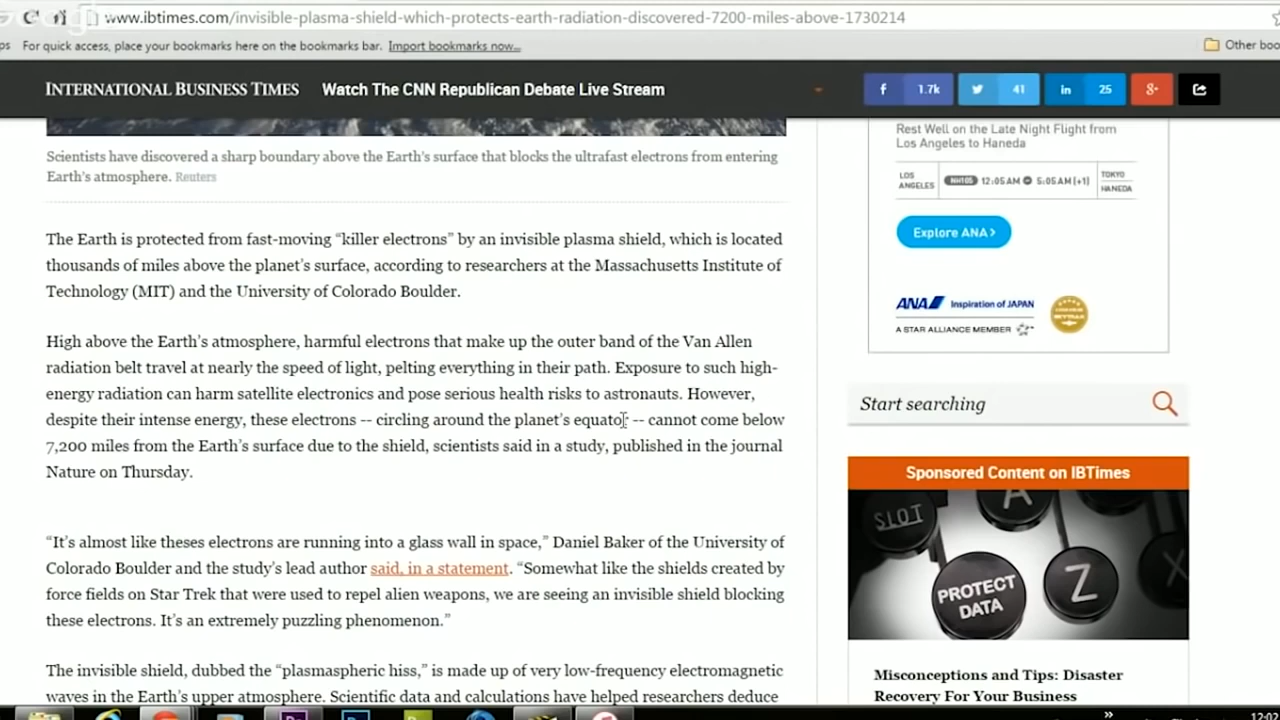 www.ibtimes.com/invisible-plasma-shield-which-protects-earth-radiation-discovered-7200-miles-above-1730214
For quick access, place your bookmarks here on the bookmarks bar. Import bookmarks now...
Other boo
INTERNATIONAL BUSINESS TIMES
Watch The CNN Republican Debate Live Stream
f 1.7k
41
in 25
g+
Scientists have discovered a sharp boundary above the Earth's surface that blocks the ultrafast electrons from entering
Earth's atmosphere. Reuters
The Earth is protected from fast-moving “killer electrons” by an invisible plasma shield, which is located
thousands of miles above the planet's surface, according to researchers at the Massachusetts Institute of
Technology (MIT) and the University of Colorado Boulder.
High above the Earth's atmosphere, harmful electrons that make up the outer band of the Van Allen
radiation belt travel at nearly the speed of light, pelting everything in their path. Exposure to such high-
energy radiation can harm satellite electronics and pose serious health risks to astronauts. However,
despite their intense energy, these electrons -- circling around the planet's equator -- cannot come below
7,200 miles from the Earth's surface due to the shield, scientists said in a study, published in the journal
Nature on Thursday.
“It's almost like theses electrons are running into a glass wall in space,” Daniel Baker of the University of
Colorado Boulder and the study's lead author said, in a statement. “Somewhat like the shields created by
force fields on Star Trek that were used to repel alien weapons, we are seeing an invisible shield blocking
these electrons. It's an extremely puzzling phenomenon.”
The invisible shield, dubbed the “plasmaspheric hiss,” is made up of very low-frequency electromagnetic
waves in the Earth's upper atmosphere. Scientific data and calculations have helped researchers deduce
Rest Well on the Late Night Flight from
Los Angeles to Haneda
LOS
ANGELES
NH105 12:05AM 5:05AM (+1)
TOKYO
HANEDA
Explore ANA >
ANA Inspiration of JAPAN
A STAR ALLIANCE MEMBER
Start searching
Sponsored Content on IBTimes
SLOT
A
PROTECT
DATA
Z
X
Misconceptions and Tips: Disaster
Recovery For Your Business
12:02